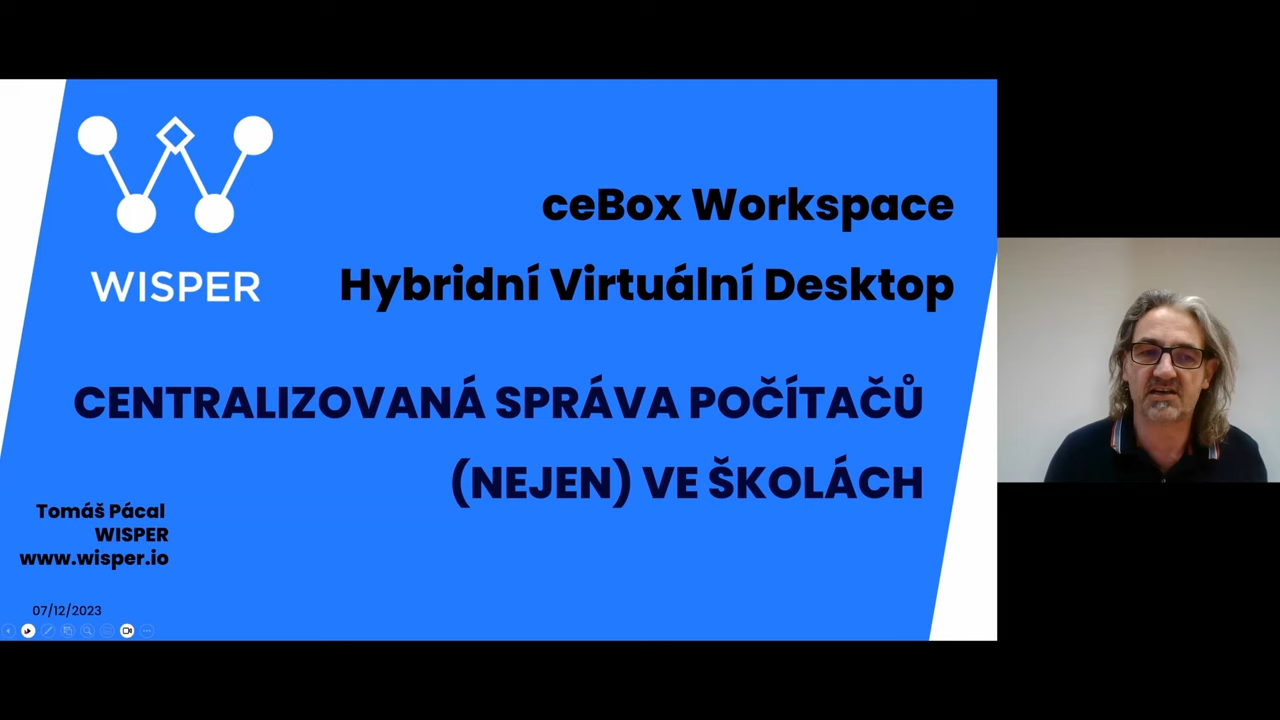 WISPER
ceBox Workspace
Hybridní Virtuální Desktop
CENTRALIZOVANÁ SPRÁVA POČÍTAČŮ
(NEJEN) VE ŠKOLÁCH
Tomáš Pácal
WISPER
www.wisper.io
07/12/2023